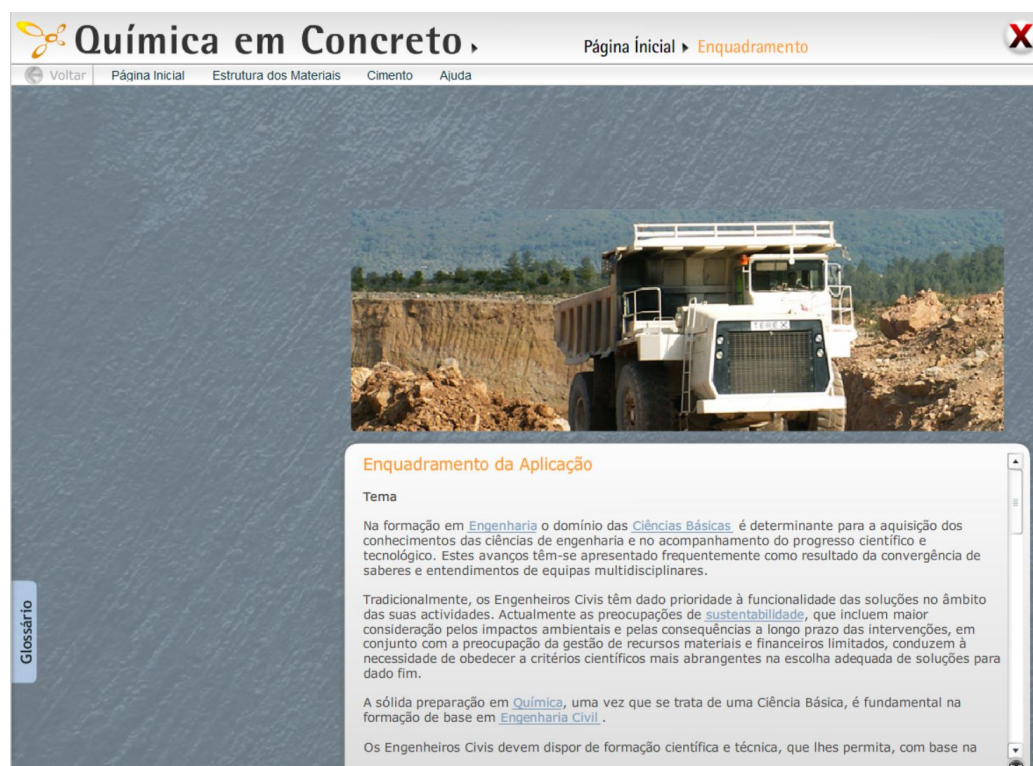 Química em Concreto
Página Ínicial Enquadramento
X
Voltar Página Inicial Estrutura dos Materiais Cimento Ajuda
TEREX
Enquadramento da Aplicação
Tema
Na formação em Engenharia o domínio das Ciências Básicas é determinante para a aquisição dos
conhecimentos das ciências de engenharia e no acompanhamento do progresso científico e
tecnológico. Estes avanços têm-se apresentado frequentemente como resultado da convergência de
saberes e entendimentos de equipas multidisciplinares.
Tradicionalmente, os Engenheiros Civis têm dado prioridade à funcionalidade das soluções no âmbito
das suas actividades. Actualmente as preocupações de sustentabilidade, que incluem maior
consideração pelos impactos ambientais e pelas consequências a longo prazo das intervenções, em
conjunto com a preocupação da gestão de recursos materiais e financeiros limitados, conduzem à
necessidade de obedecer a critérios científicos mais abrangentes na escolha adequada de soluções para
dado fim.
A sólida preparação em Química, uma vez que se trata de uma Ciência Básica, é fundamental na
formação de base em Engenharia Civil .
Os Engenheiros Civis devem dispor de formação científica e técnica, que lhes permita, com base na
Glossário